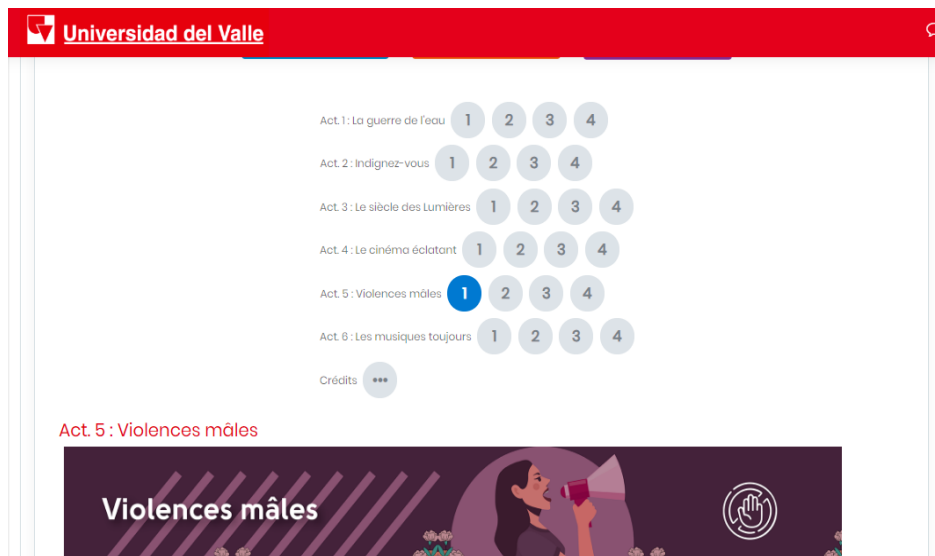 Universidad del Valle
Act. 1 : La guerre de l'eau 1 2 3 4
Act. 2 : Indignez-vous 1 2 3 4
Act. 3 : Le siècle des Lumières 1 2 3 4
Act. 4 : Le cinéma éclatant 1 2 3 4
Act. 5 : Violences mâles 1 2 3 4
Act. 6 : Les musiques toujours 1 2 3 4
Crédits •••
Act. 5 : Violences mâles
Violences mâles